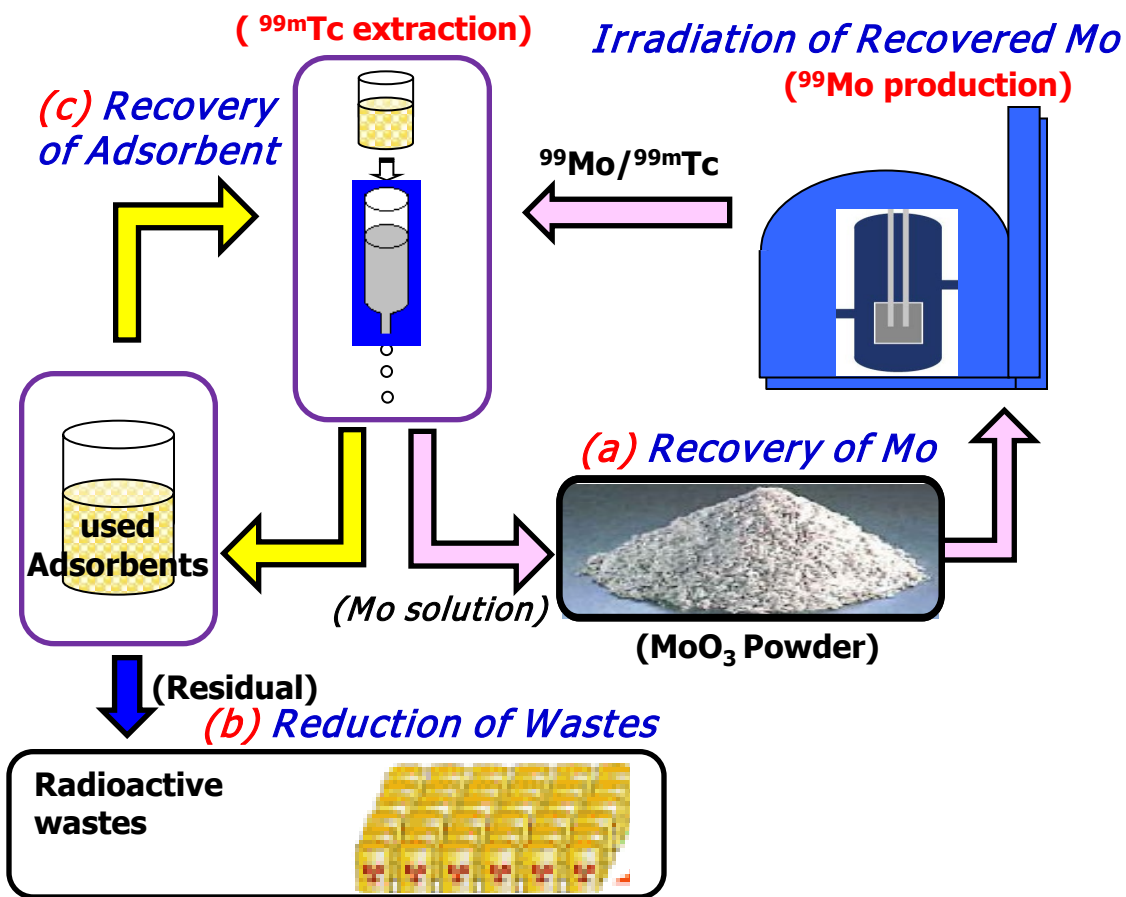 ( ⁹⁹ᵐTc extraction)
Irradiation of Recovered Mo
(⁹⁹Mo production)
(c) Recovery
of Adsorbent
⁹⁹Mo/⁹⁹ᵐTc
(a) Recovery of Mo
used
Adsorbents
(Mo solution)
(MoO₃ Powder)
(Residual)
(b) Reduction of Wastes
Radioactive
wastes